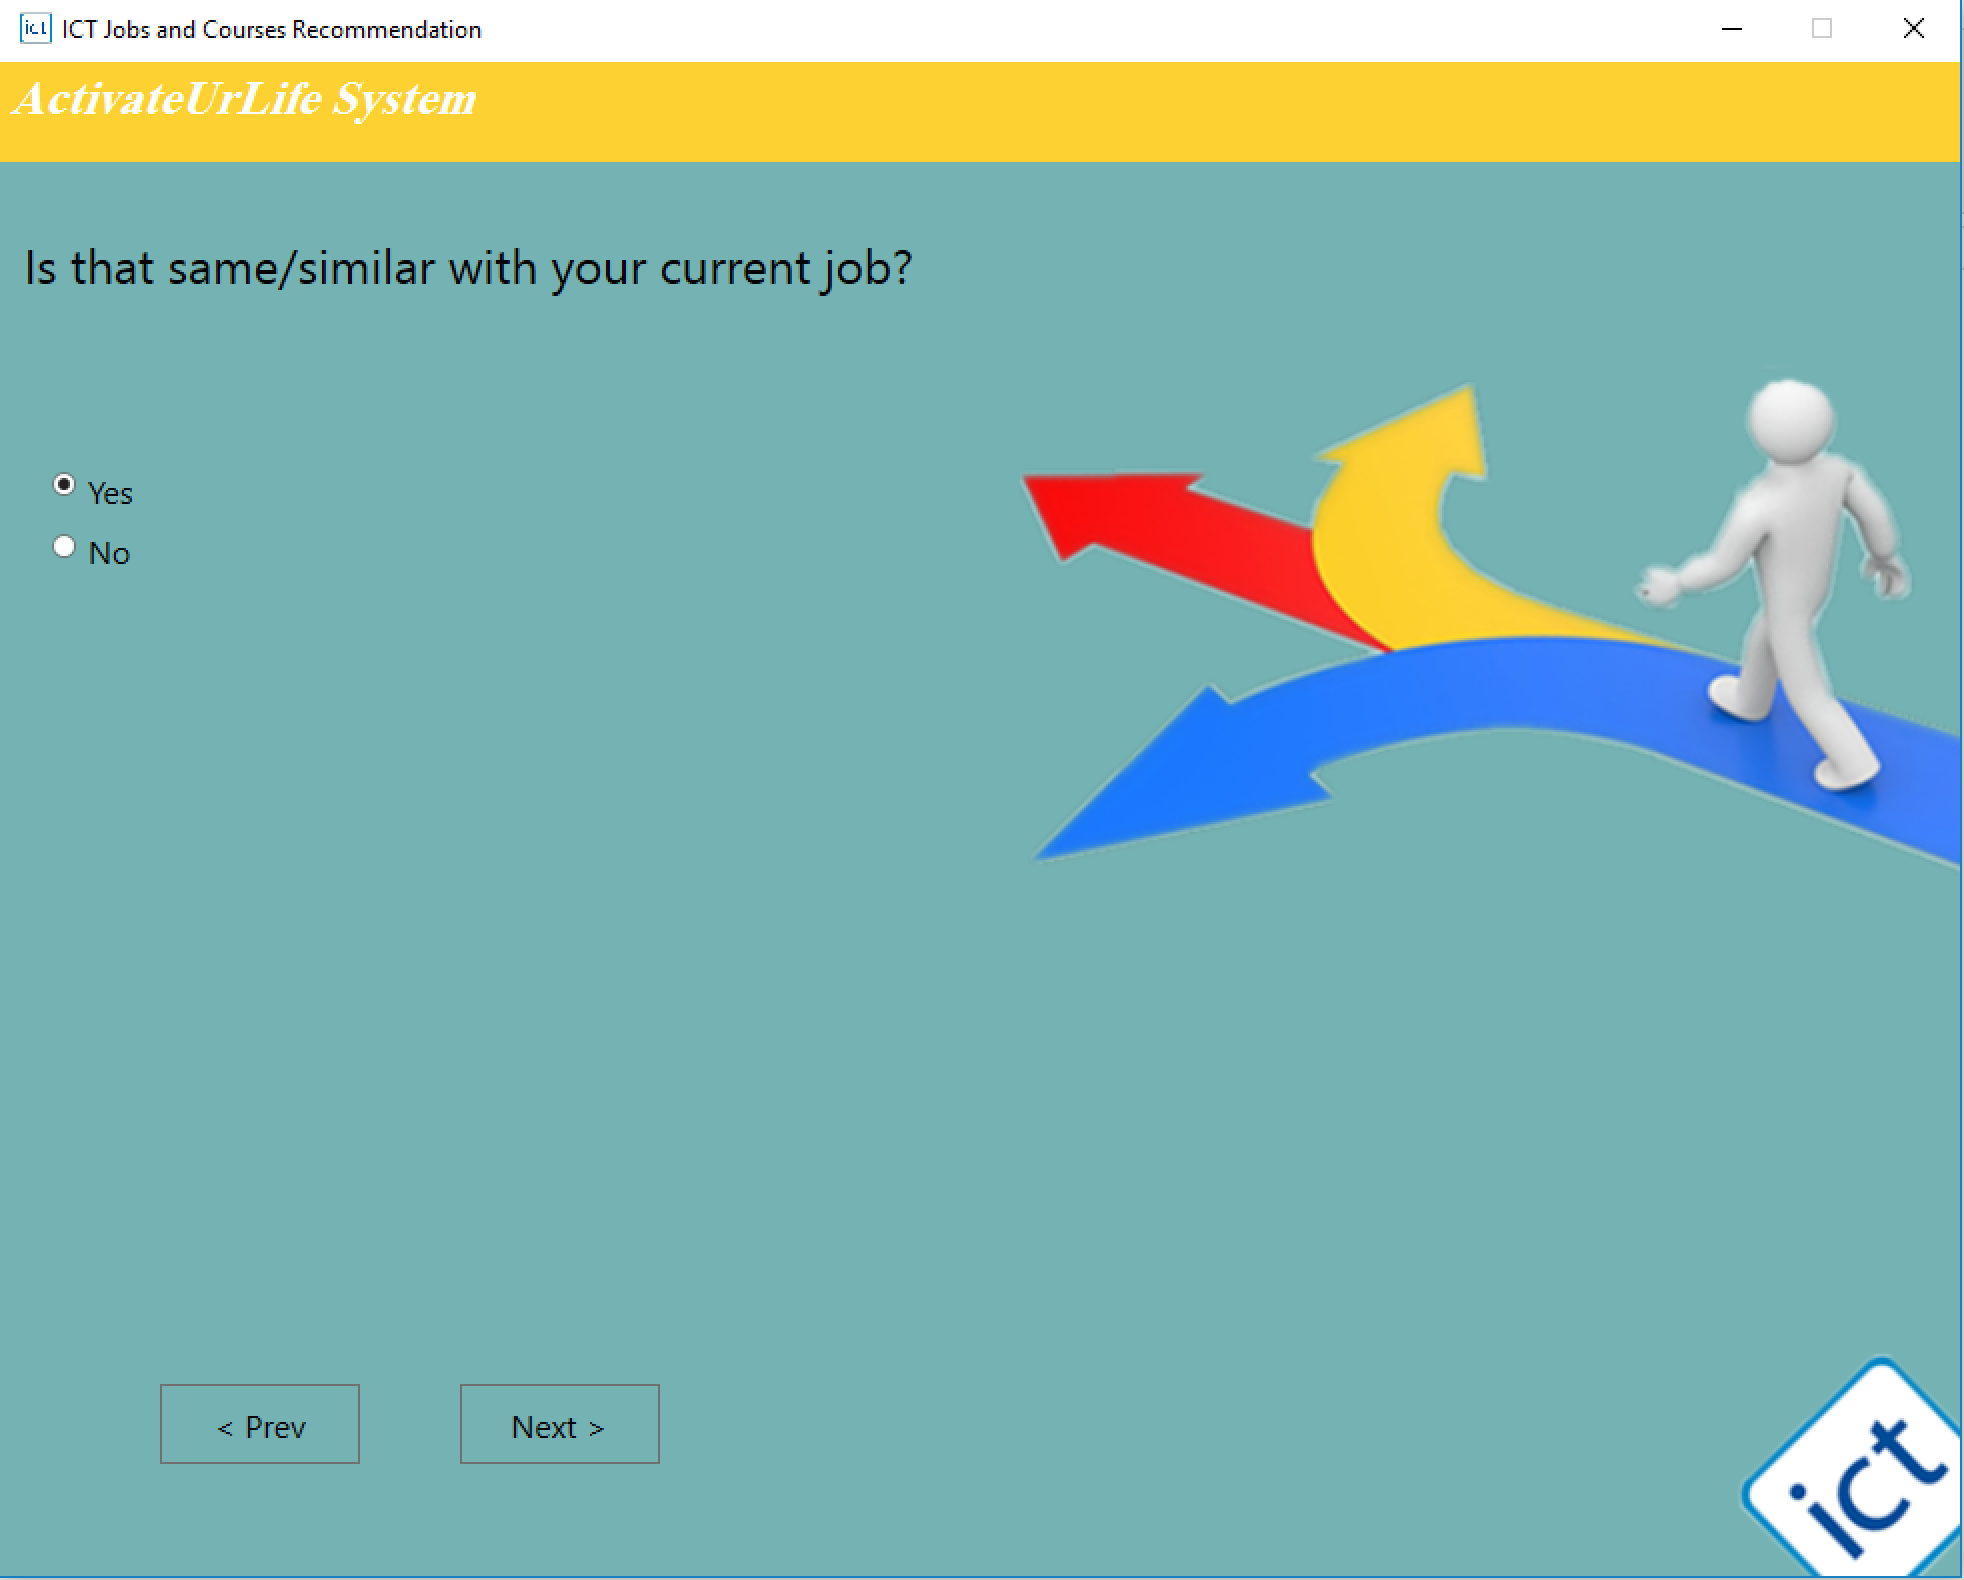 ict ICT Jobs and Courses Recommendation
ActivateUrLife System
Is that same/similar with your current job?
Yes
No
< Prev
Next >
ict